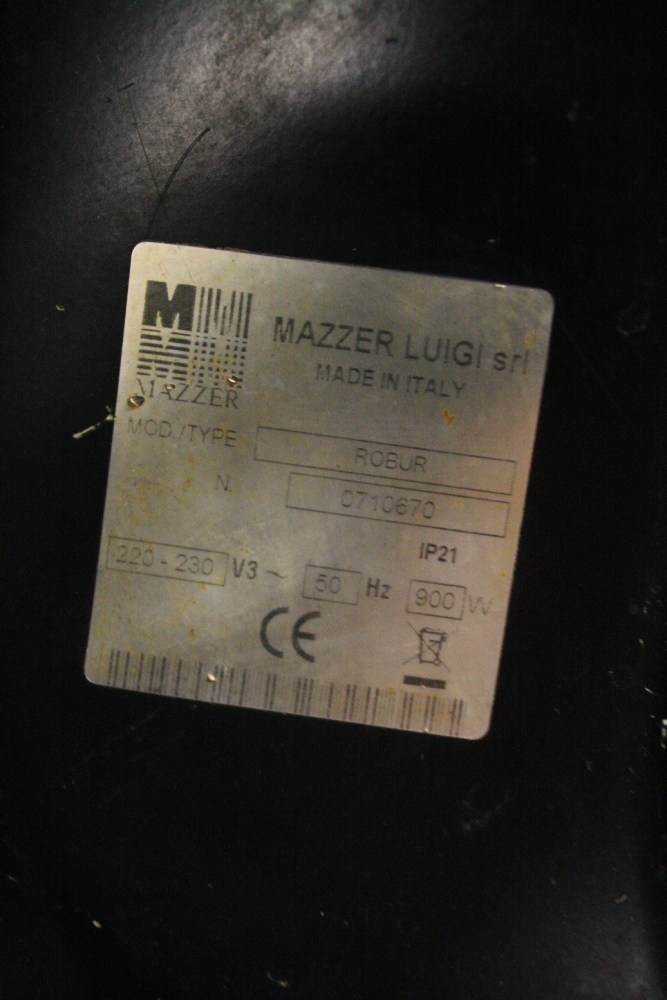 M
MAZZER
MAZZER LUIGI srl
MADE IN ITALY
MOD./TYPE ROBUR
N. 0710670
IP21
220 - 230 V3 ~ 50 Hz 900 W
CE